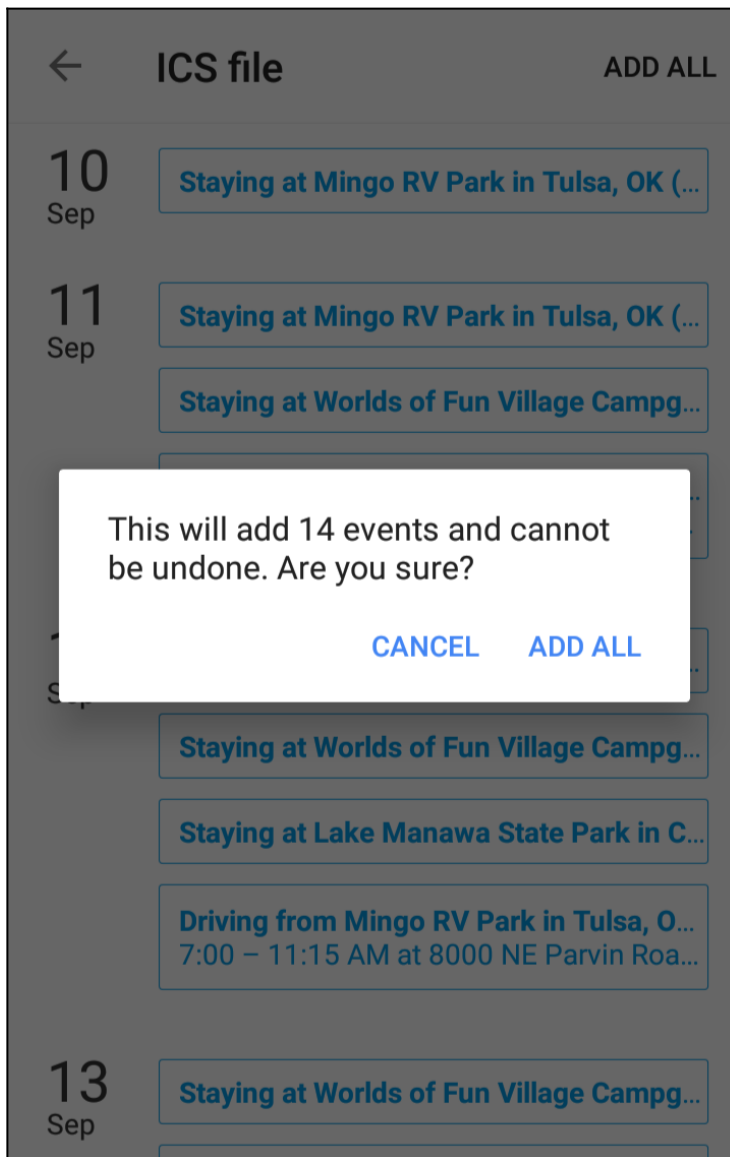 ICS file
ADD ALL
10
Sep
Staying at Mingo RV Park in Tulsa, OK (...
11
Sep
Staying at Mingo RV Park in Tulsa, OK (...
Staying at Worlds of Fun Village Campg...
This will add 14 events and cannot
be undone. Are you sure?
CANCEL
ADD ALL
Sep
Staying at Worlds of Fun Village Campg...
Staying at Lake Manawa State Park in C...
Driving from Mingo RV Park in Tulsa, O...
7:00 – 11:15 AM at 8000 NE Parvin Roa...
13
Sep
Staying at Worlds of Fun Village Campg...